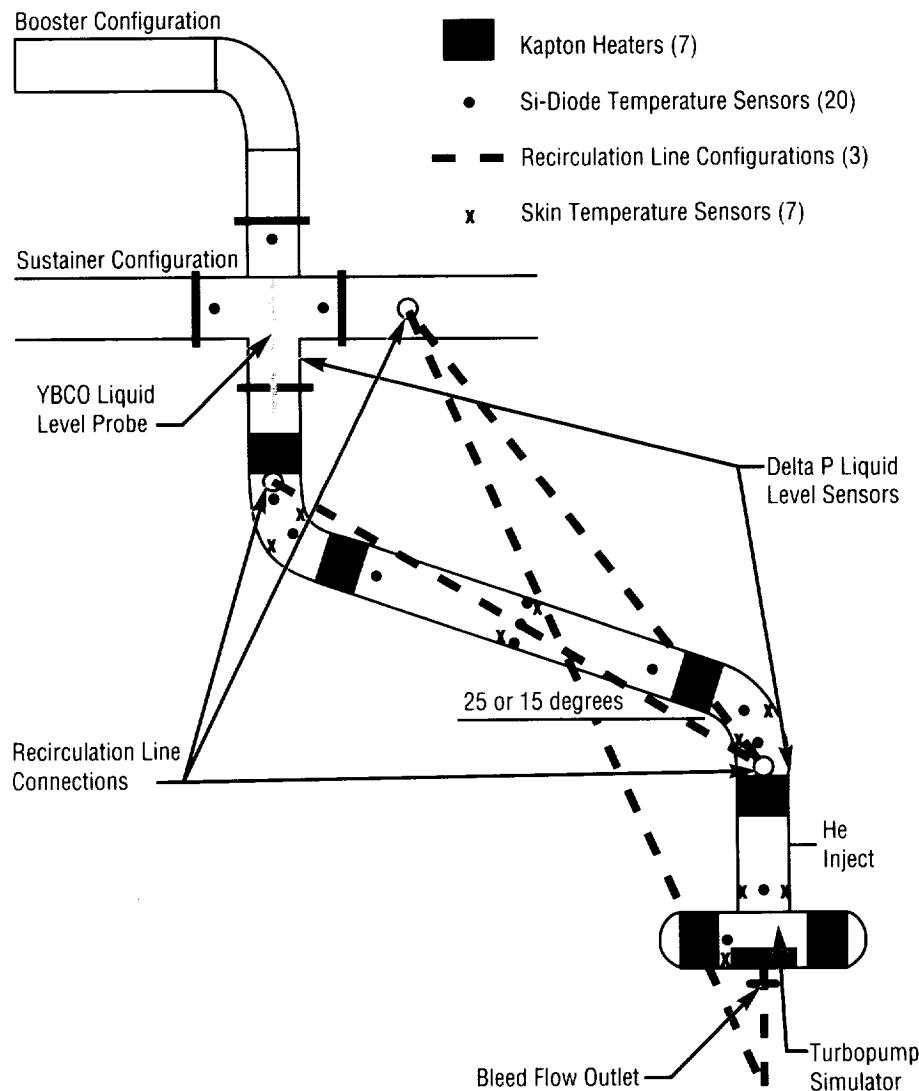 Booster Configuration
Kapton Heaters (7)
Si-Diode Temperature Sensors (20)
Recirculation Line Configurations (3)
x Skin Temperature Sensors (7)
Sustainer Configuration
YBCO Liquid
Level Probe
Delta P Liquid
Level Sensors
25 or 15 degrees
Recirculation Line
Connections
He
Inject
Bleed Flow Outlet
Turbopump
Simulator